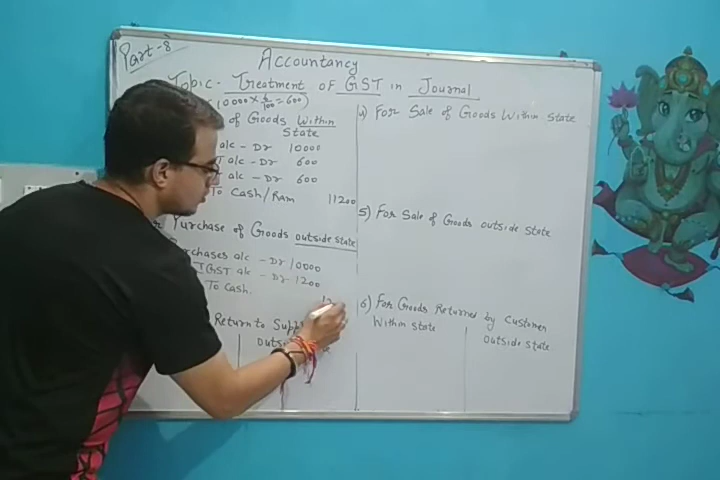 Part-8
Accountancy
Topic- Treatment of GST in Journal
10000 × 6/100 = 600)
of Goods Within
State
a/c - Dr 10000
a/c - Dr 600
a/c - Dr 600
To Cash/Ram 11200
Purchase of Goods outside state
Purchases a/c - Dr 10000
IGST a/c - Dr 1200
To Cash.
Return to
4) For Sale of Goods Within state
5) For Sale of Goods outside state
6) For Goods Returned by Customer
Within state
outside state